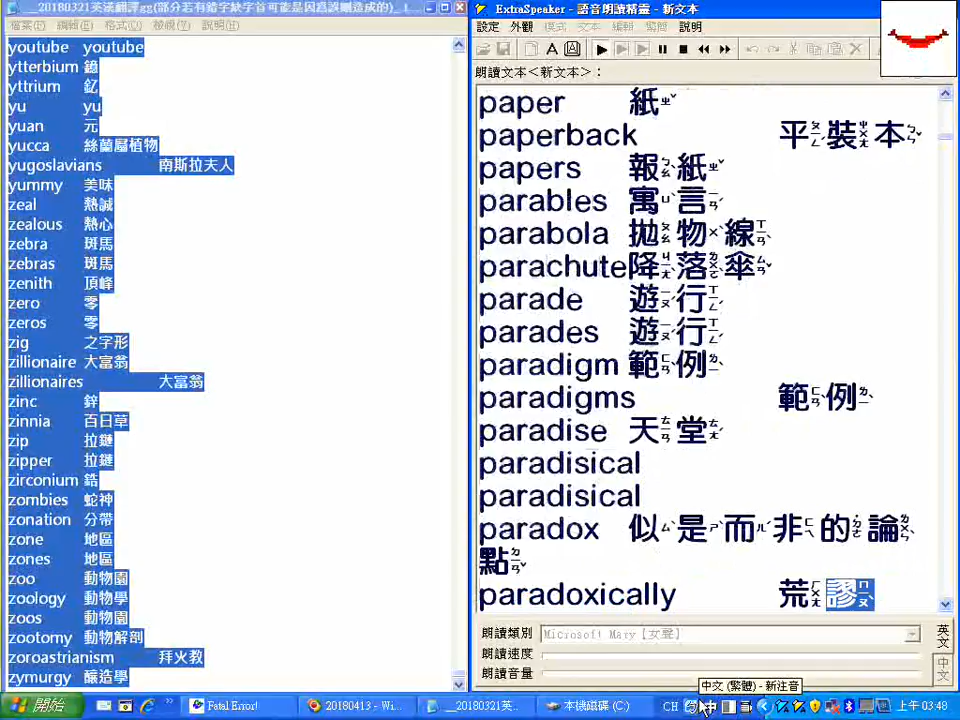 __20180321英漢翻譯gg(部分若有錯字缺字首可能是因為誤刪造成的)_
檔案(F) 編輯(E) 格式(O) 檢視(V) 說明(H)
youtube youtube
ytterbium 鐿
yttrium 釔
yu yu
yuan 元
yucca 絲蘭屬植物
yugoslavians 南斯拉夫人
yummy 美味
zeal 熱誠
zealous 熱心
zebra 斑馬
zebras 斑馬
zenith 頂峰
zero 零
zeros 零
zig 之字形
zillionaire 大富翁
zillionaires 大富翁
zinc 鋅
zinnia 百日草
zip 拉鏈
zipper 拉鏈
zirconium 鋯
zombies 蛇神
zonation 分帶
zone 地區
zones 地區
zoo 動物園
zoology 動物學
zoos 動物園
zootomy 動物解剖
zoroastrianism 拜火教
zymurgy 釀造學
ExtraSpeaker - 語音朗讀精靈 - 新文本
設定 外觀 模式 文本 編輯 繁簡 說明
朗讀文本<新文本>：
paper 紙
paperback 平裝本
papers 報紙
parables 寓言
parabola 拋物線
parachute降落傘
parade 遊行
parades 遊行
paradigm 範例
paradigms 範例
paradise 天堂
paradisical
paradisical
paradox 似是而非的論
點
paradoxically 荒謬
朗讀類別 Microsoft Mary【女聲】
朗讀速度
朗讀音量
英文
中文
中文 (繁體) - 新注音
開始 Fatal Error! 20180413 - Wi... __20180321英... 本機磁碟 (C:) CH 上午 03:48